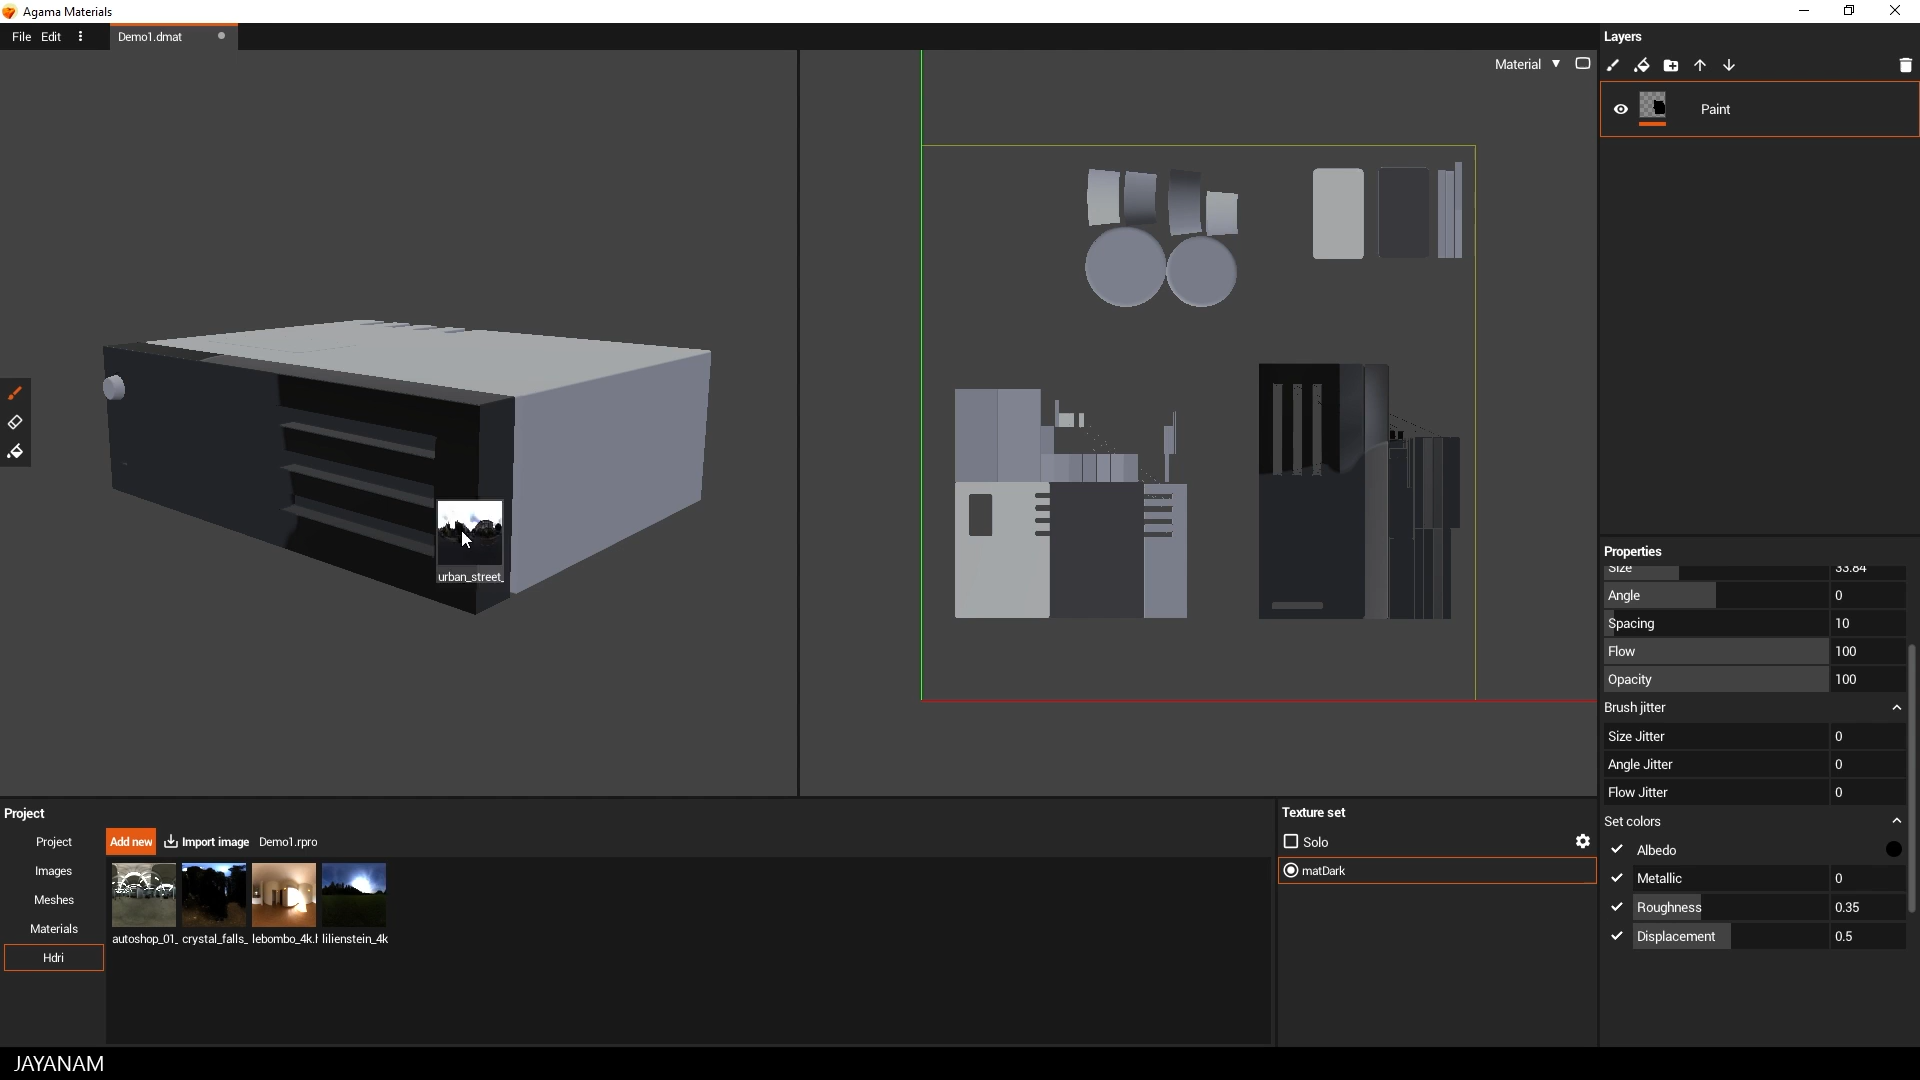 Agama Materials
File Edit
Demo1.dmat
Material
Layers
Paint
urban_street_
Properties
Size 33.84
Angle 0
Spacing 10
Flow 100
Opacity 100
Brush jitter
Size Jitter 0
Angle Jitter 0
Flow Jitter 0
Set colors
Albedo
Metallic 0
Roughness 0.35
Displacement 0.5
Project
Project
Images
Meshes
Materials
Hdri
Add new
Import image
Demo1.rpro
autoshop_01_
crystal_falls_
lebombo_4k.h
lilienstein_4k
Texture set
Solo
matDark
JAYANAM